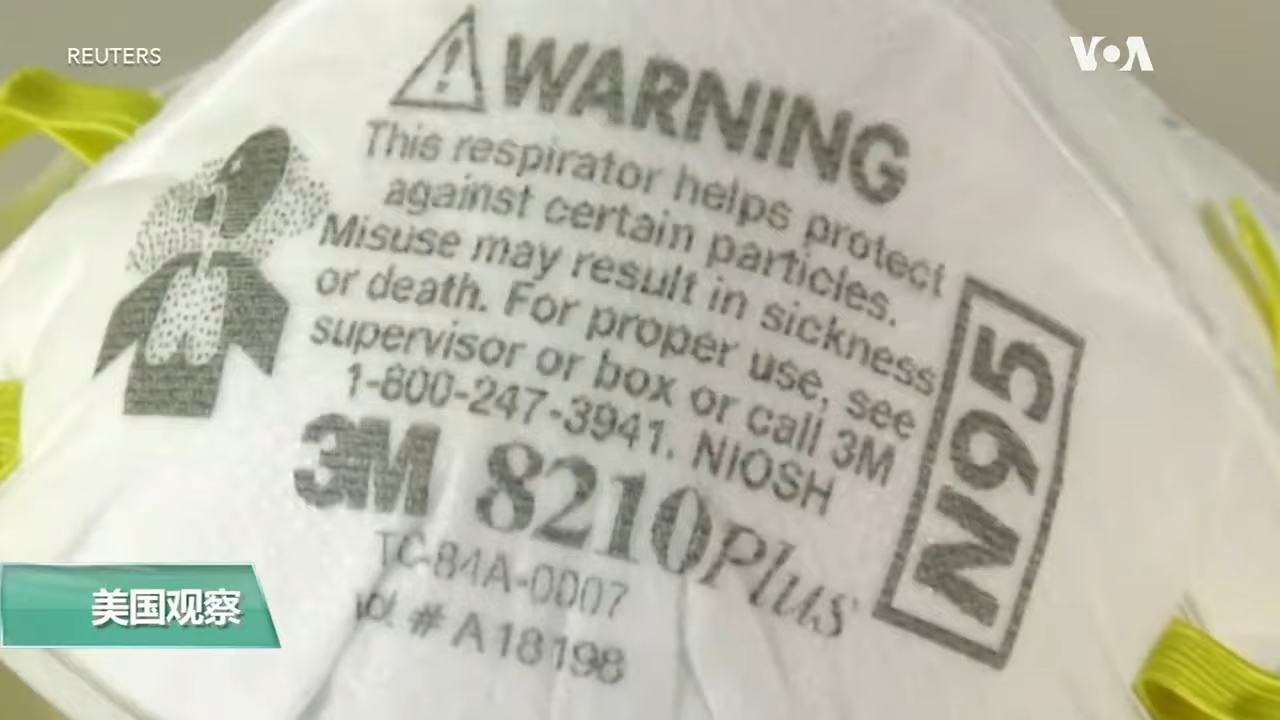 REUTERS
VOA
WARNING
This respirator helps protect
against certain particles.
Misuse may result in sickness
or death. For proper use, see
supervisor or box or call 3M
1-800-247-3941. NIOSH
3M 8210Plus
N95
TC-84A-0007
# A18198
美国观察